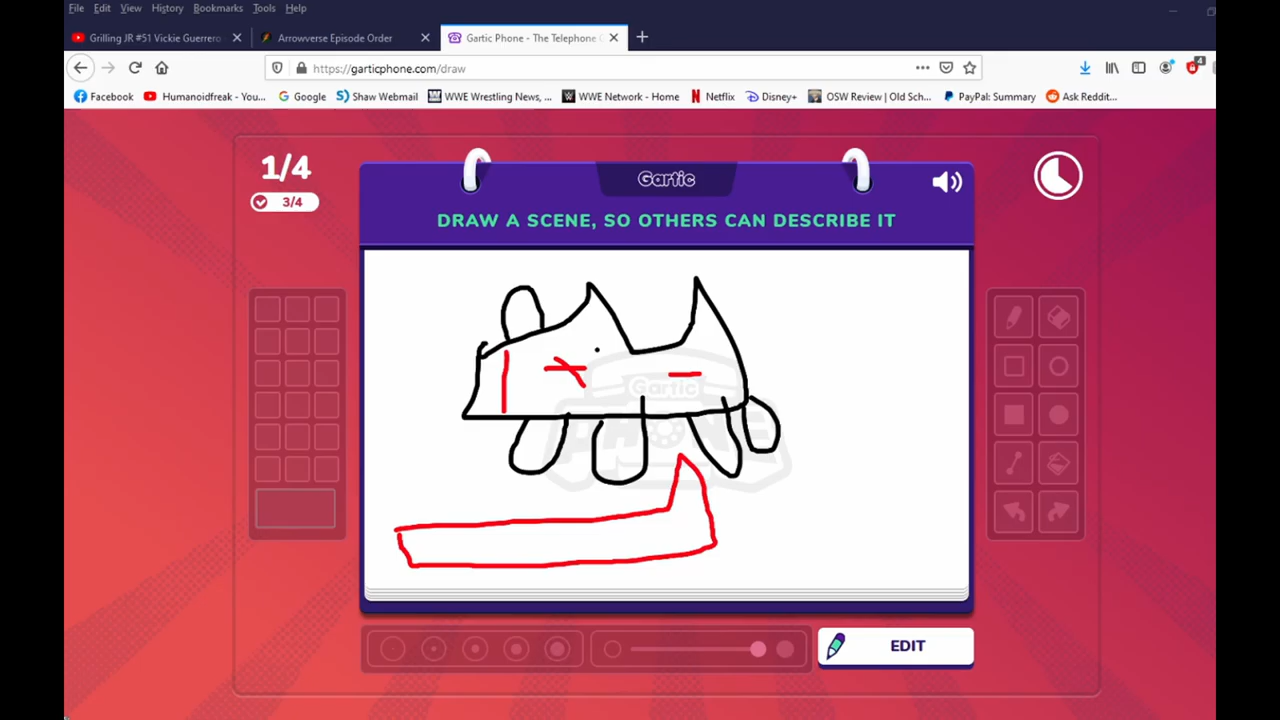 File Edit View History Bookmarks Tools Help
Grilling JR #51 Vickie Guerrero
Arrowverse Episode Order
Gartic Phone - The Telephone G
https://garticphone.com/draw
4
Facebook
Humanoidfreak - You...
Google
Shaw Webmail
WWE Wrestling News, ...
WWE Network - Home
Netflix
Disney+
OSW Review | Old Sch...
PayPal: Summary
Ask Reddit...
1/4
3/4
Gartic
DRAW A SCENE, SO OTHERS CAN DESCRIBE IT
Gartic
PHONE
EDIT